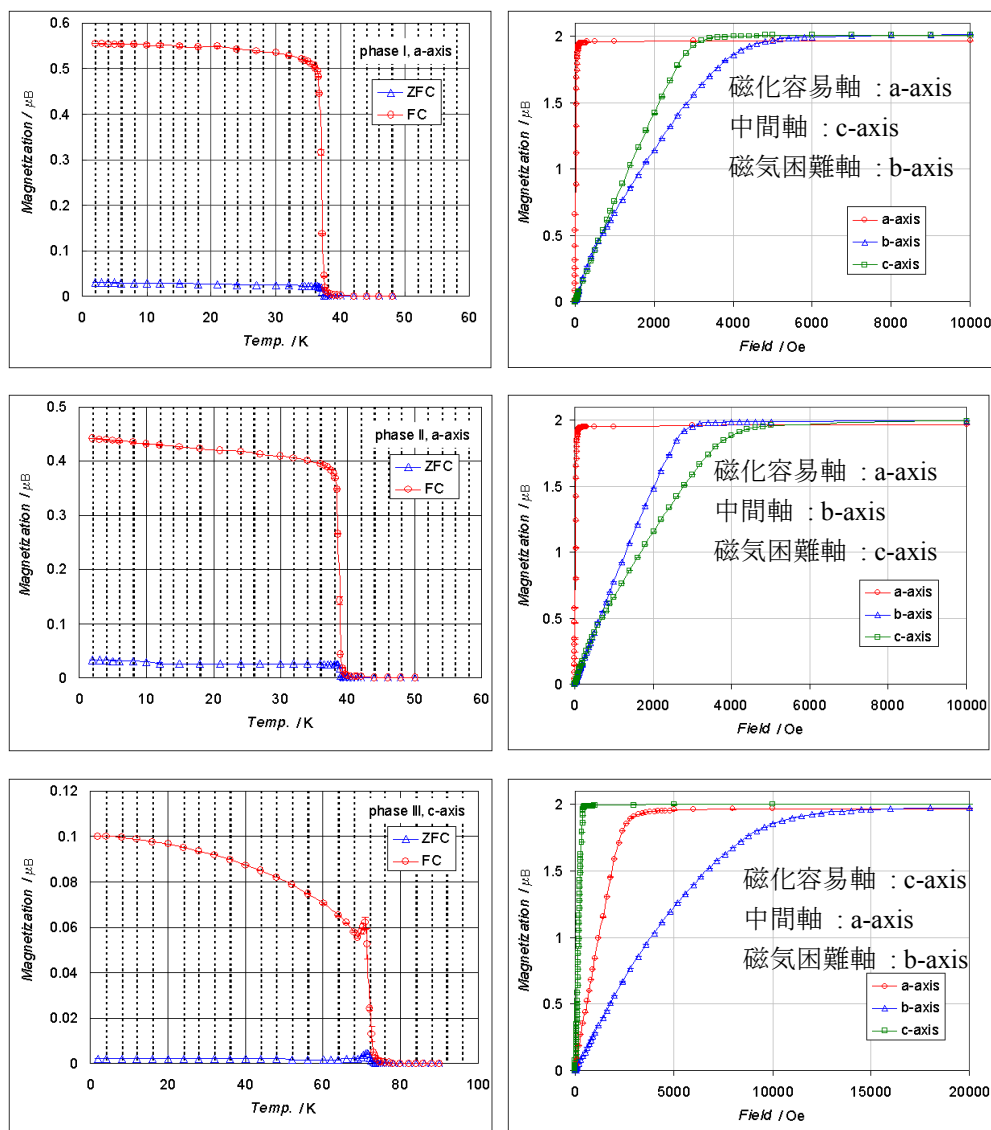 0.6
0.5
0.4
0.3
0.2
0.1
0
0 10 20 30 40 50 60
Magnetization / μB
Temp. / K
phase I, a-axis
ZFC
FC
2
1.5
1
0.5
0
0 2000 4000 6000 8000 10000
Magnetization / μB
Field / Oe
磁化容易軸 : a-axis
中間軸 : c-axis
磁気困難軸 : b-axis
a-axis
b-axis
c-axis
0.5
0.4
0.3
0.2
0.1
0
0 10 20 30 40 50 60
Magnetization / μB
Temp. / K
phase II, a-axis
ZFC
FC
2
1.5
1
0.5
0
0 2000 4000 6000 8000 10000
Magnetization / μB
Field / Oe
磁化容易軸 : a-axis
中間軸 : b-axis
磁気困難軸 : c-axis
a-axis
b-axis
c-axis
0.12
0.1
0.08
0.06
0.04
0.02
0
0 20 40 60 80 100
Magnetization / μB
Temp. / K
phase III, c-axis
ZFC
FC
2
1.5
1
0.5
0
0 5000 10000 15000 20000
Magnetization / μB
Field / Oe
磁化容易軸 : c-axis
中間軸 : a-axis
磁気困難軸 : b-axis
a-axis
b-axis
c-axis